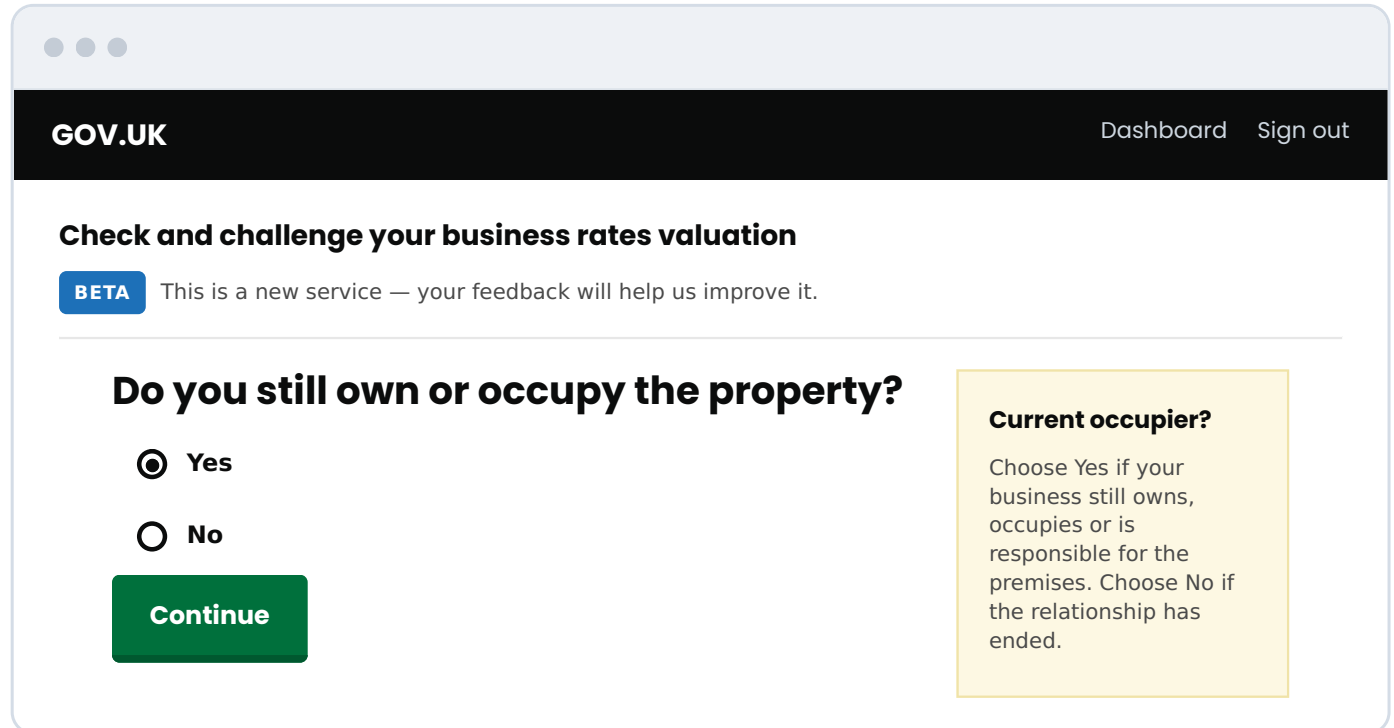 GOV.UK
Dashboard Sign out
Check and challenge your business rates valuation
BETA This is a new service — your feedback will help us improve it.
Do you still own or occupy the property?
Yes
No
Continue
Current occupier?
Choose Yes if your
business still owns,
occupies or is
responsible for the
premises. Choose No if
the relationship has
ended.